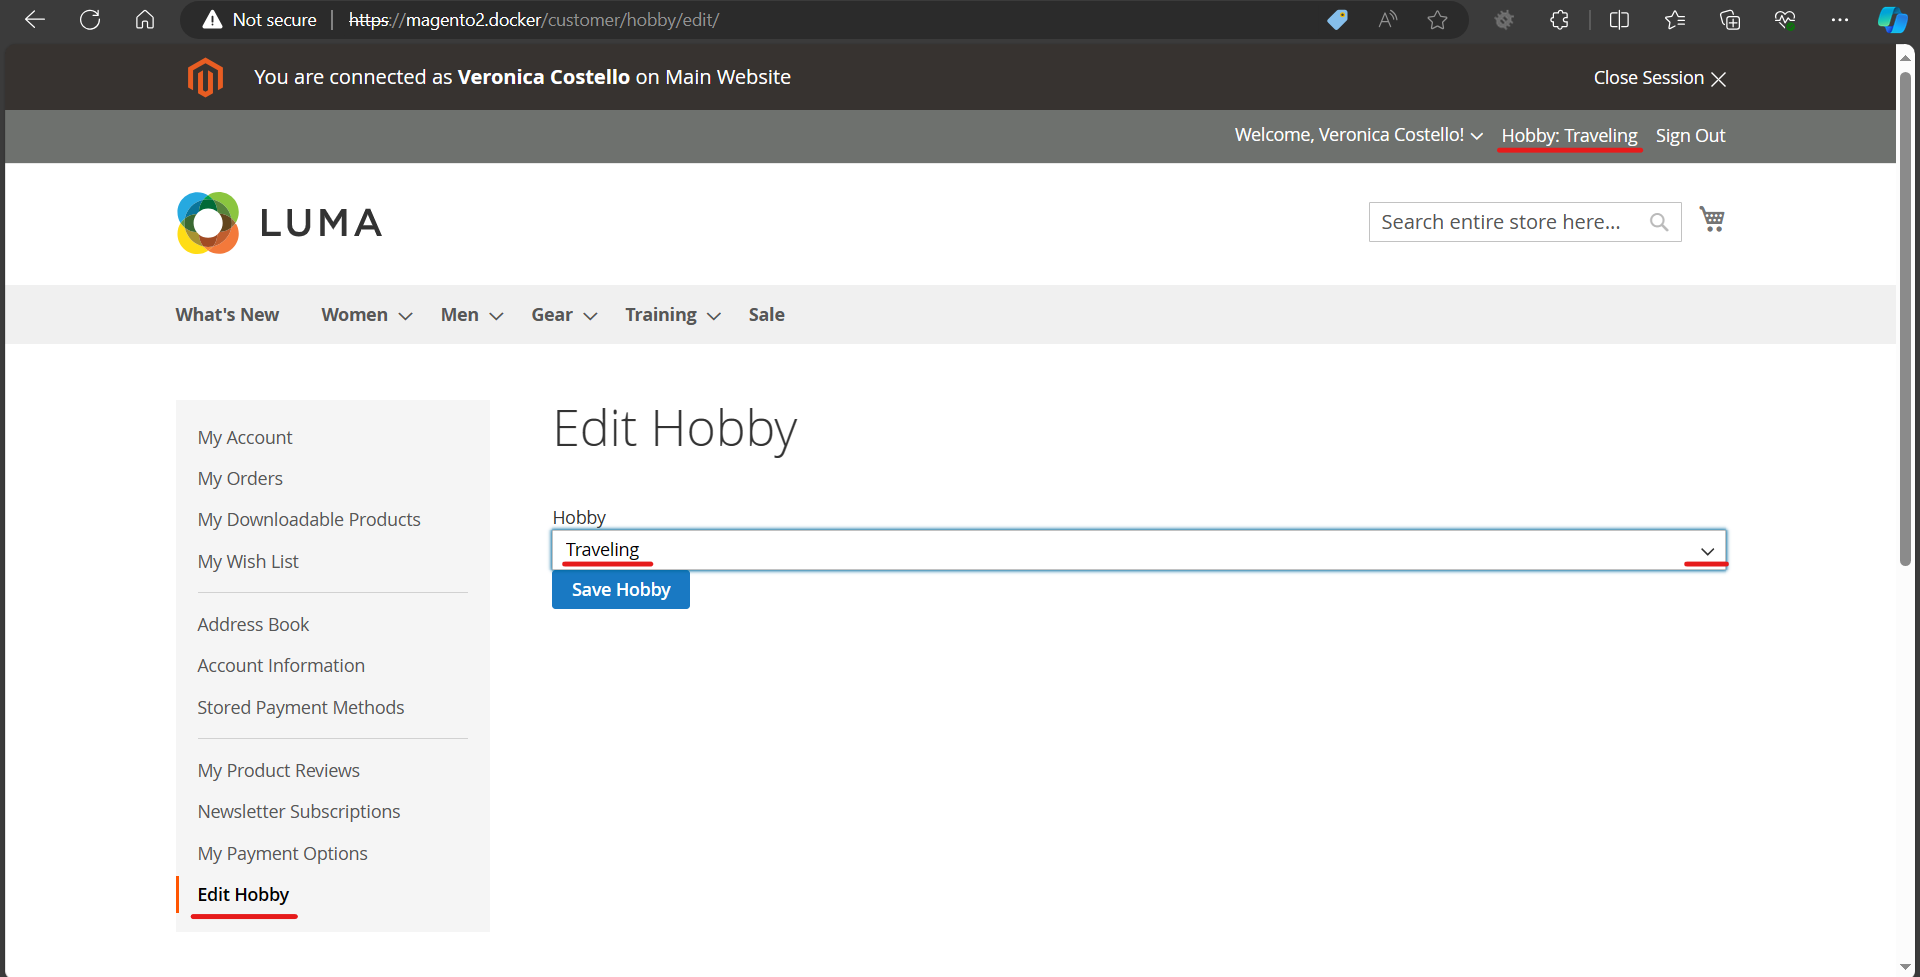 Not secure https://magento2.docker/customer/hobby/edit/
You are connected as Veronica Costello on Main Website
Close Session
Welcome, Veronica Costello!
Hobby: Traveling
Sign Out
LUMA
Search entire store here...
What's New
Women
Men
Gear
Training
Sale
My Account
My Orders
My Downloadable Products
My Wish List
Address Book
Account Information
Stored Payment Methods
My Product Reviews
Newsletter Subscriptions
My Payment Options
Edit Hobby
Edit Hobby
Hobby
Traveling
Save Hobby